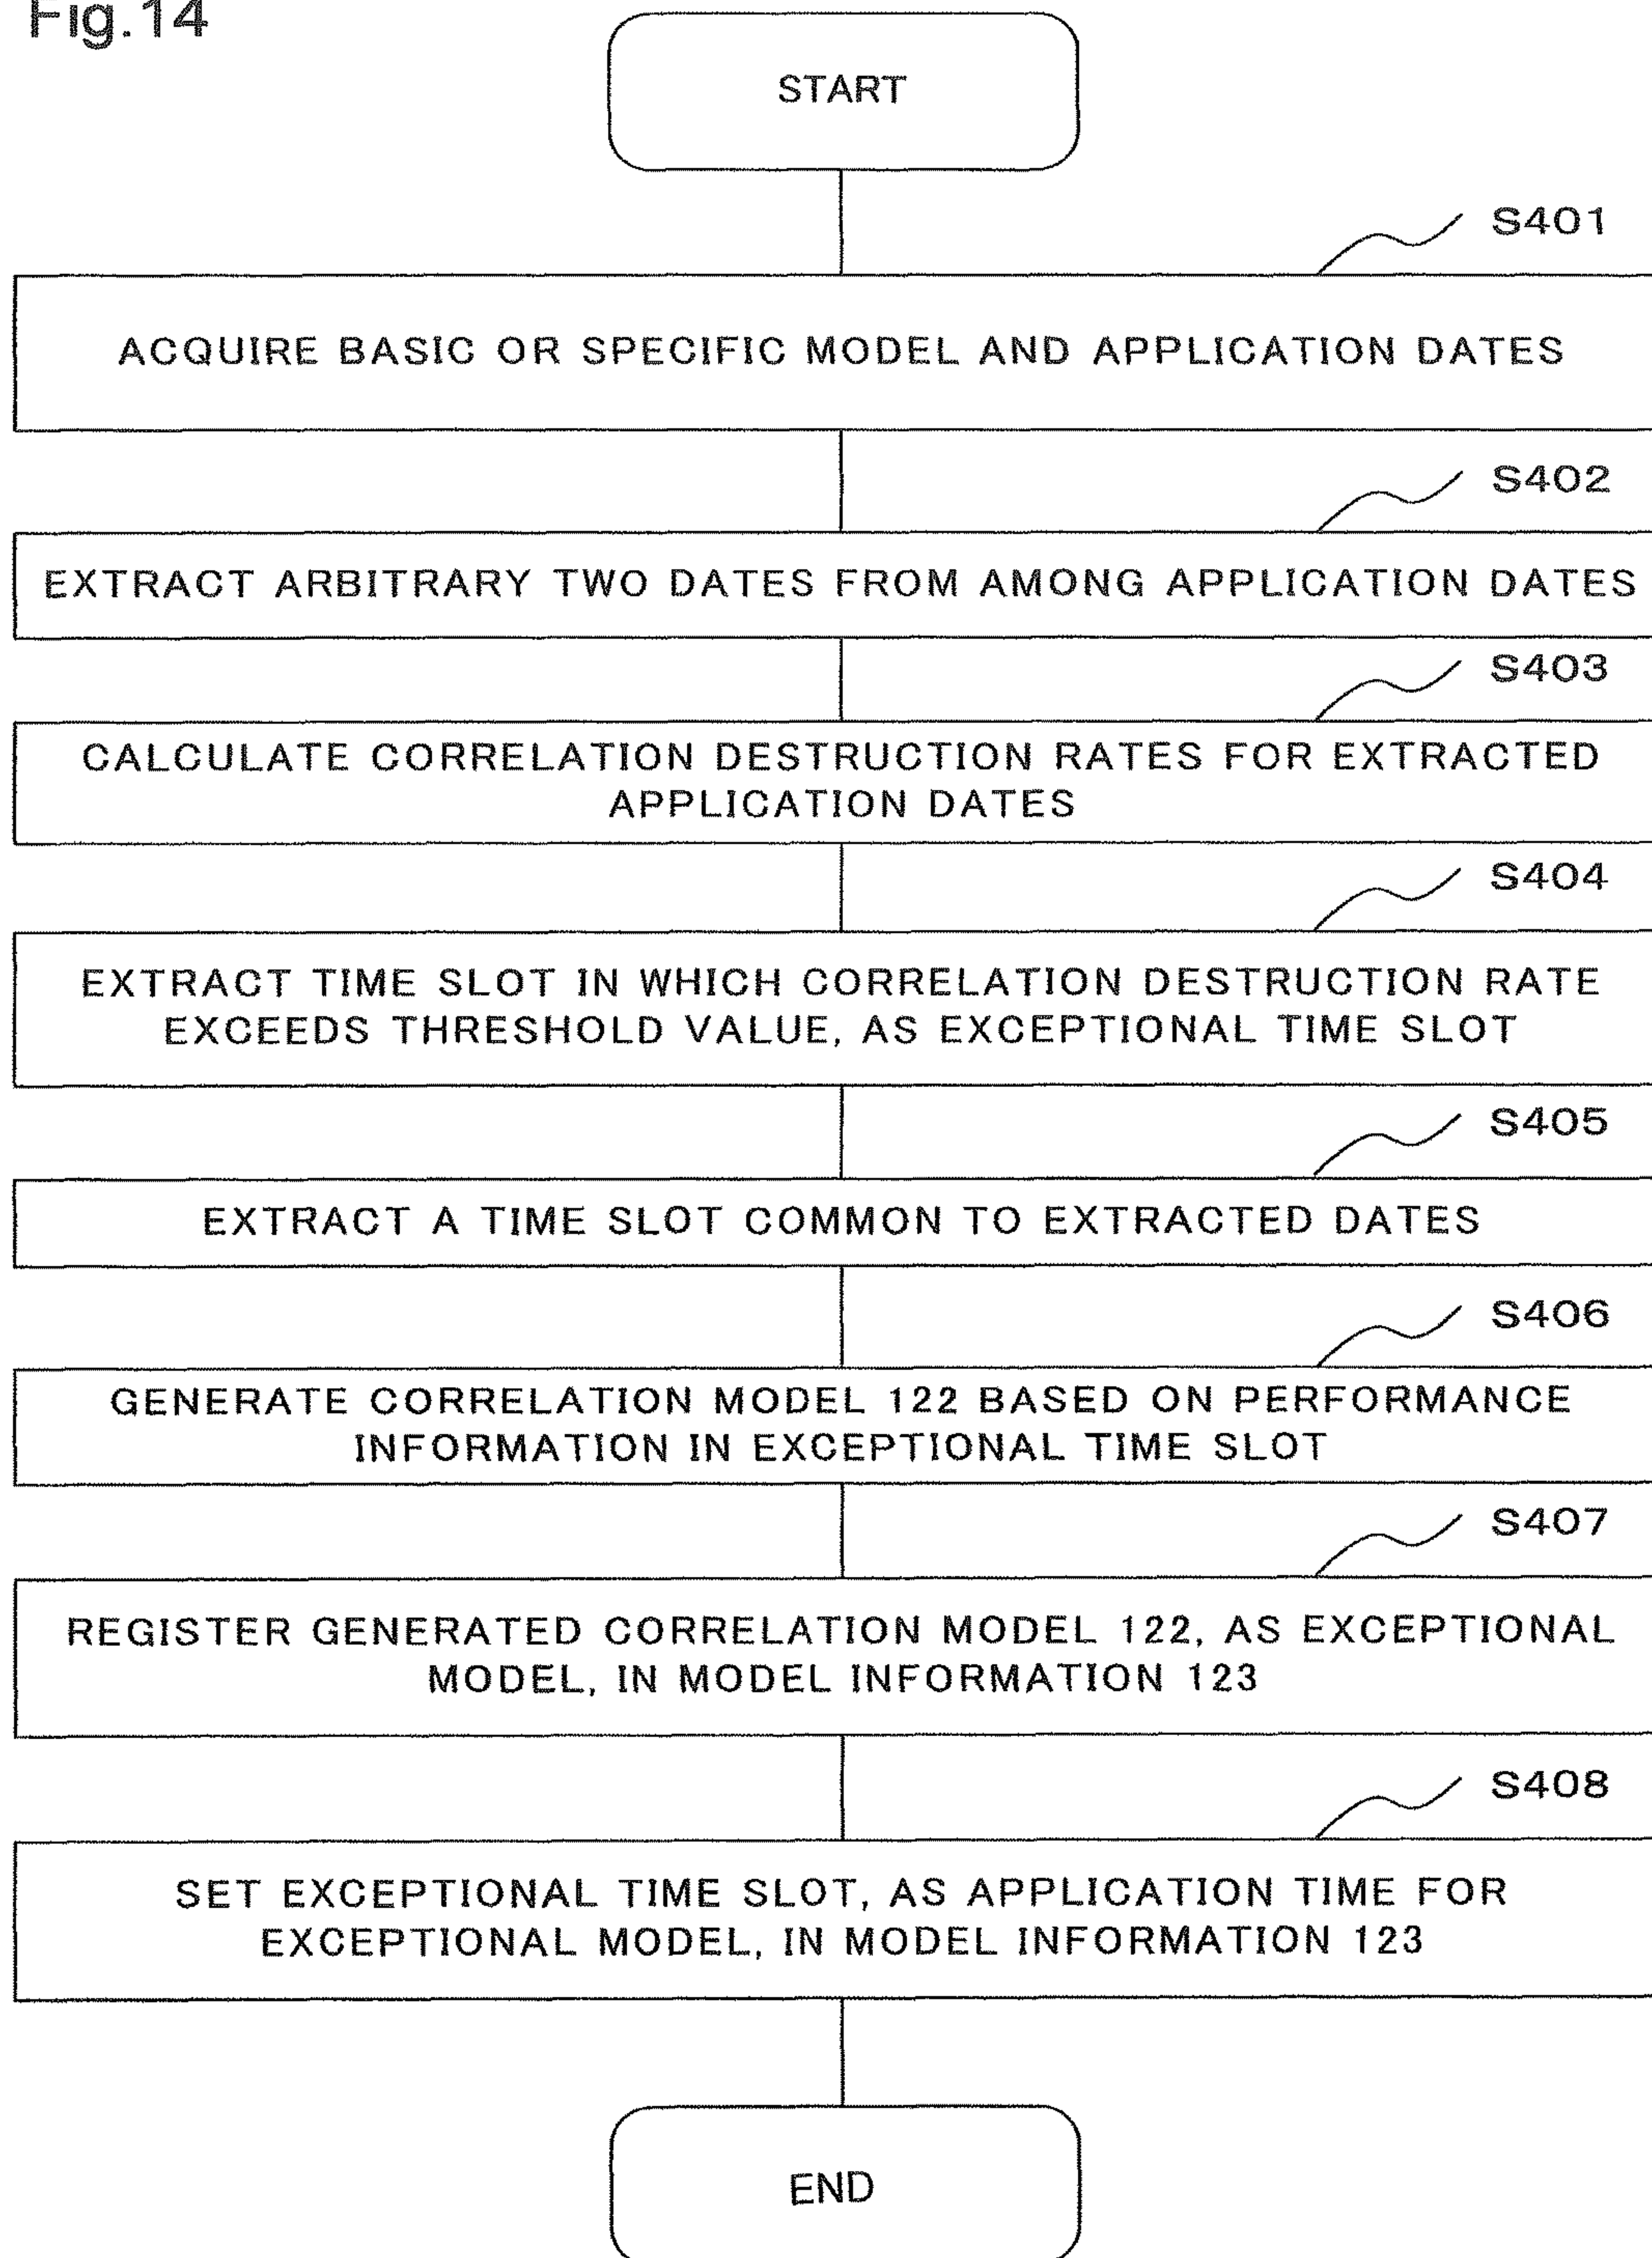 Fig.14
START
S401
ACQUIRE BASIC OR SPECIFIC MODEL AND APPLICATION DATES
S402
EXTRACT ARBITRARY TWO DATES FROM AMONG APPLICATION DATES
S403
CALCULATE CORRELATION DESTRUCTION RATES FOR EXTRACTED
APPLICATION DATES
S404
EXTRACT TIME SLOT IN WHICH CORRELATION DESTRUCTION RATE
EXCEEDS THRESHOLD VALUE, AS EXCEPTIONAL TIME SLOT
S405
EXTRACT A TIME SLOT COMMON TO EXTRACTED DATES
S406
GENERATE CORRELATION MODEL 122 BASED ON PERFORMANCE
INFORMATION IN EXCEPTIONAL TIME SLOT
S407
REGISTER GENERATED CORRELATION MODEL 122, AS EXCEPTIONAL
MODEL, IN MODEL INFORMATION 123
S408
SET EXCEPTIONAL TIME SLOT, AS APPLICATION TIME FOR
EXCEPTIONAL MODEL, IN MODEL INFORMATION 123
END